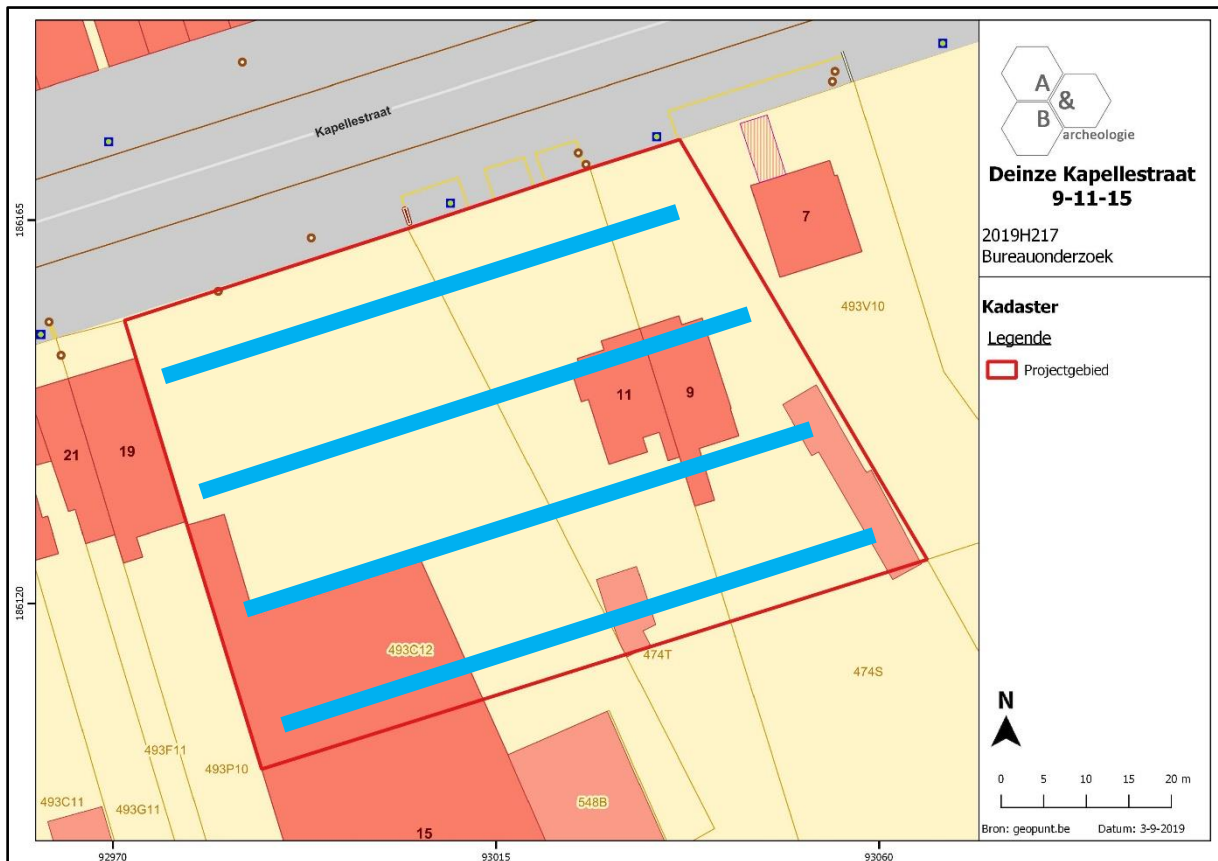 Kapellestraat
7
493V10
11
9
21
19
493C12
474T
474S
493F11
493P10
493C11
493G11
548B
15
186165
186120
92970
93015
93060
A
&
B
archeologie
Deinze Kapellestraat
9-11-15
2019H217
Bureauonderzoek
Kadaster
Legende
Projectgebied
N
0 5 10 15 20 m
Bron: geopunt.be Datum: 3-9-2019